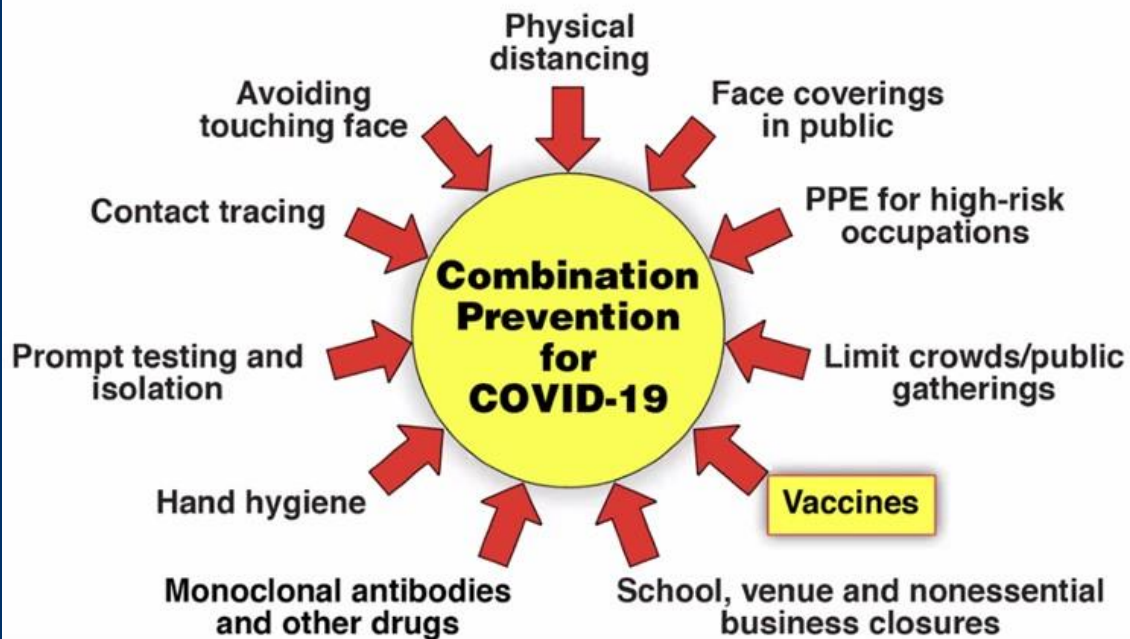 Physical
distancing
Face coverings
in public
PPE for high-risk
occupations
Limit crowds/public
gatherings
Vaccines
School, venue and nonessential
business closures
Monoclonal antibodies
and other drugs
Hand hygiene
Prompt testing and
isolation
Contact tracing
Avoiding
touching face
Combination
Prevention
for
COVID-19